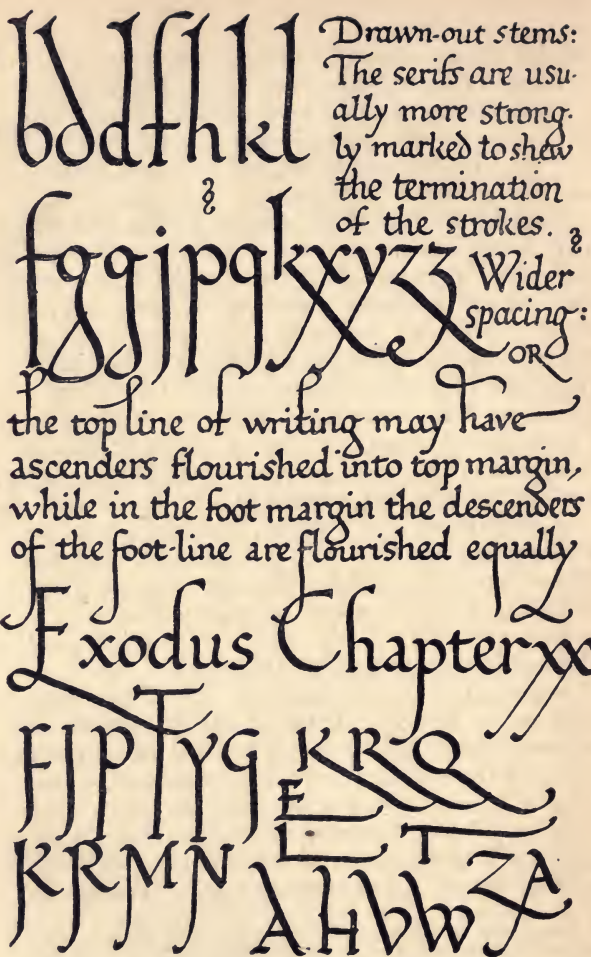 bddfhkl
Drawn-out stems:
The serifs are usu-
ally more strong-
ly marked to shew
the termination
of the strokes.
fggjpqkxyzz
Wider
spacing:
OR
the top line of writing may have
ascenders flourished into top margin,
while in the foot margin the descenders
of the foot-line are flourished equally
Exodus Chapter xx
FJPTYG
KRQ
E
L T
KRMN
AHVWZA